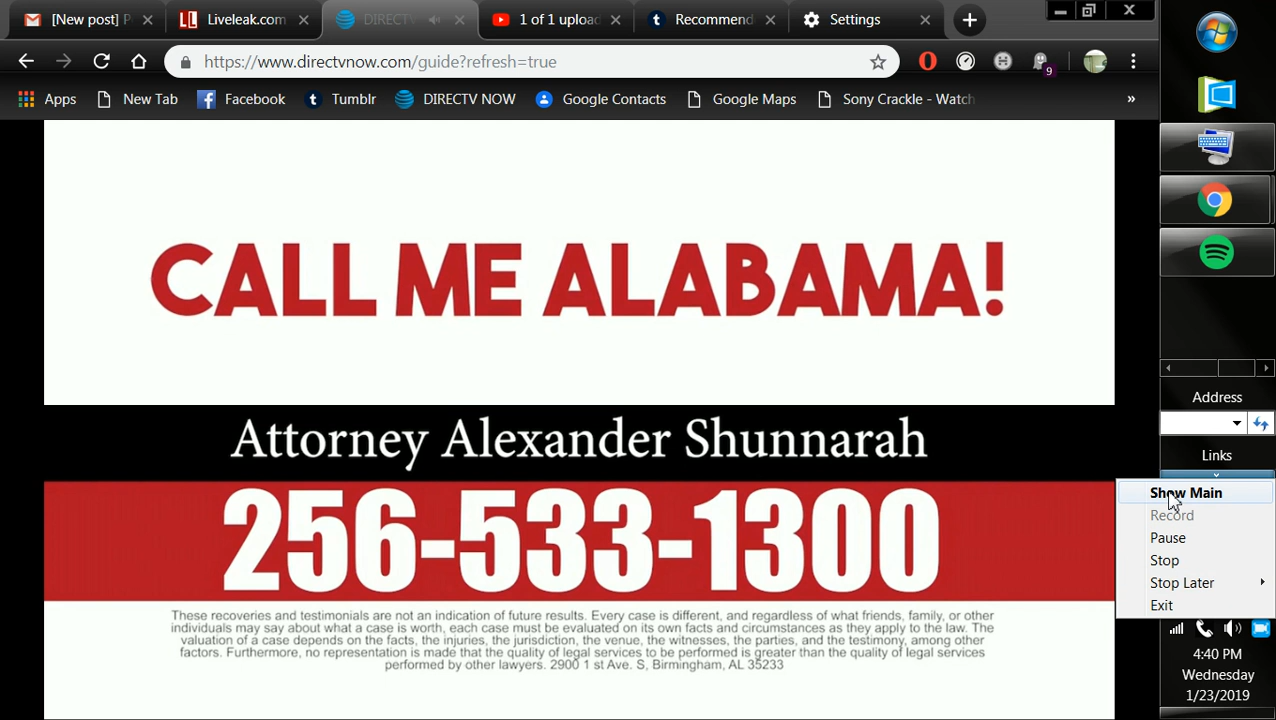 [New post] P
Liveleak.com
DIRECTV
1 of 1 uploa
Recommend
Settings
https://www.directvnow.com/guide?refresh=true
9
Apps
New Tab
Facebook
Tumblr
DIRECTV NOW
Google Contacts
Google Maps
Sony Crackle - Watch
»
CALL ME ALABAMA!
Attorney Alexander Shunnarah
256-533-1300
These recoveries and testimonials are not an indication of future results. Every case is different, and regardless of what friends, family, or other
individuals may say about what a case is worth, each case must be evaluated on its own facts and circumstances as they apply to the law. The
valuation of a case depends on the facts, the injuries, the jurisdiction, the venue, the witnesses, the parties, and the testimony, among other
factors. Furthermore, no representation is made that the quality of legal services to be performed is greater than the quality of legal services
performed by other lawyers. 2900 1 st Ave. S, Birmingham, AL 35233
Address
Links
Show Main
Record
Pause
Stop
Stop Later
Exit
4:40 PM
Wednesday
1/23/2019